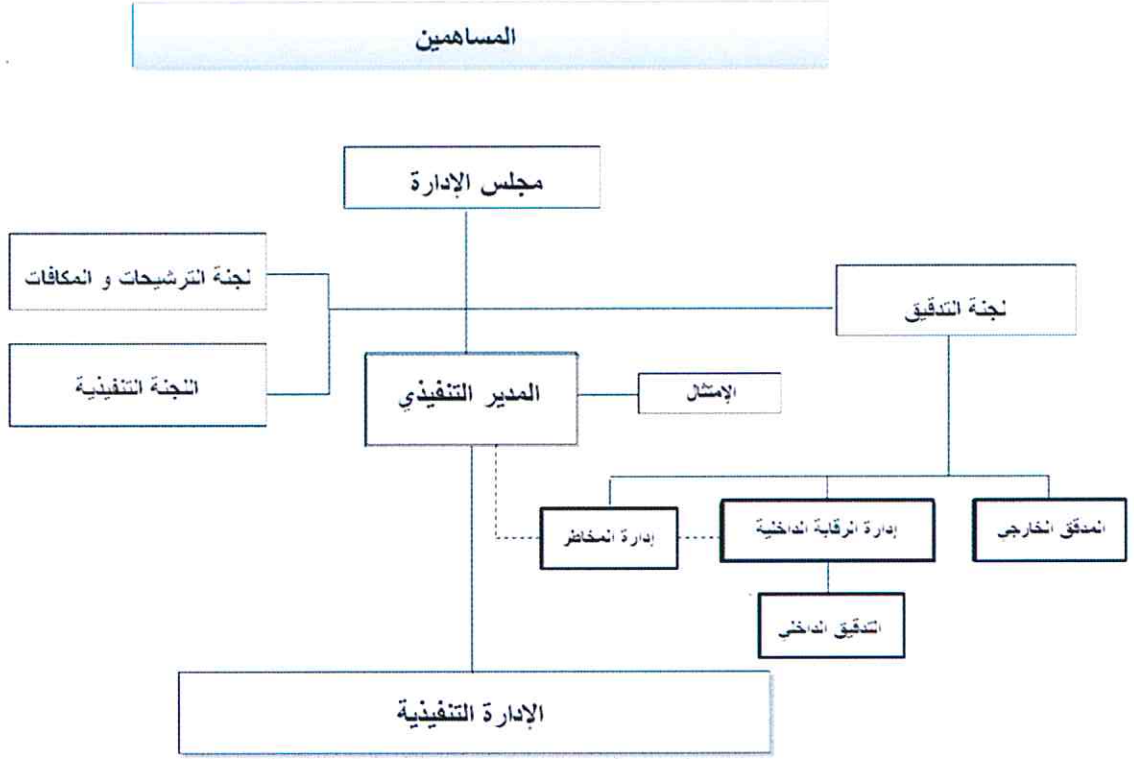 المساهمين
مجلس الإدارة
لجنة الترشيحات و المكافات
لجنة التدقيق
اللجنة التنفيذية
المدير التنفيذي
الإمتثال
إدارة المخاطر
إدارة الرقابة الداخلية
المدقق الخارجي
التدقيق الداخلي
الإدارة التنفيذية